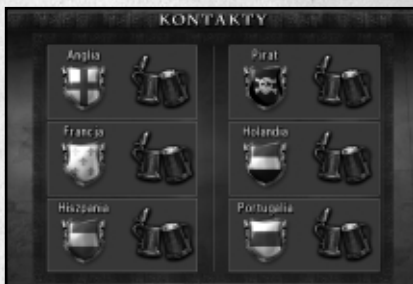 KONTAKTY
Anglia
Pirat
Francja
Holandia
Hiszpania
Portugalia